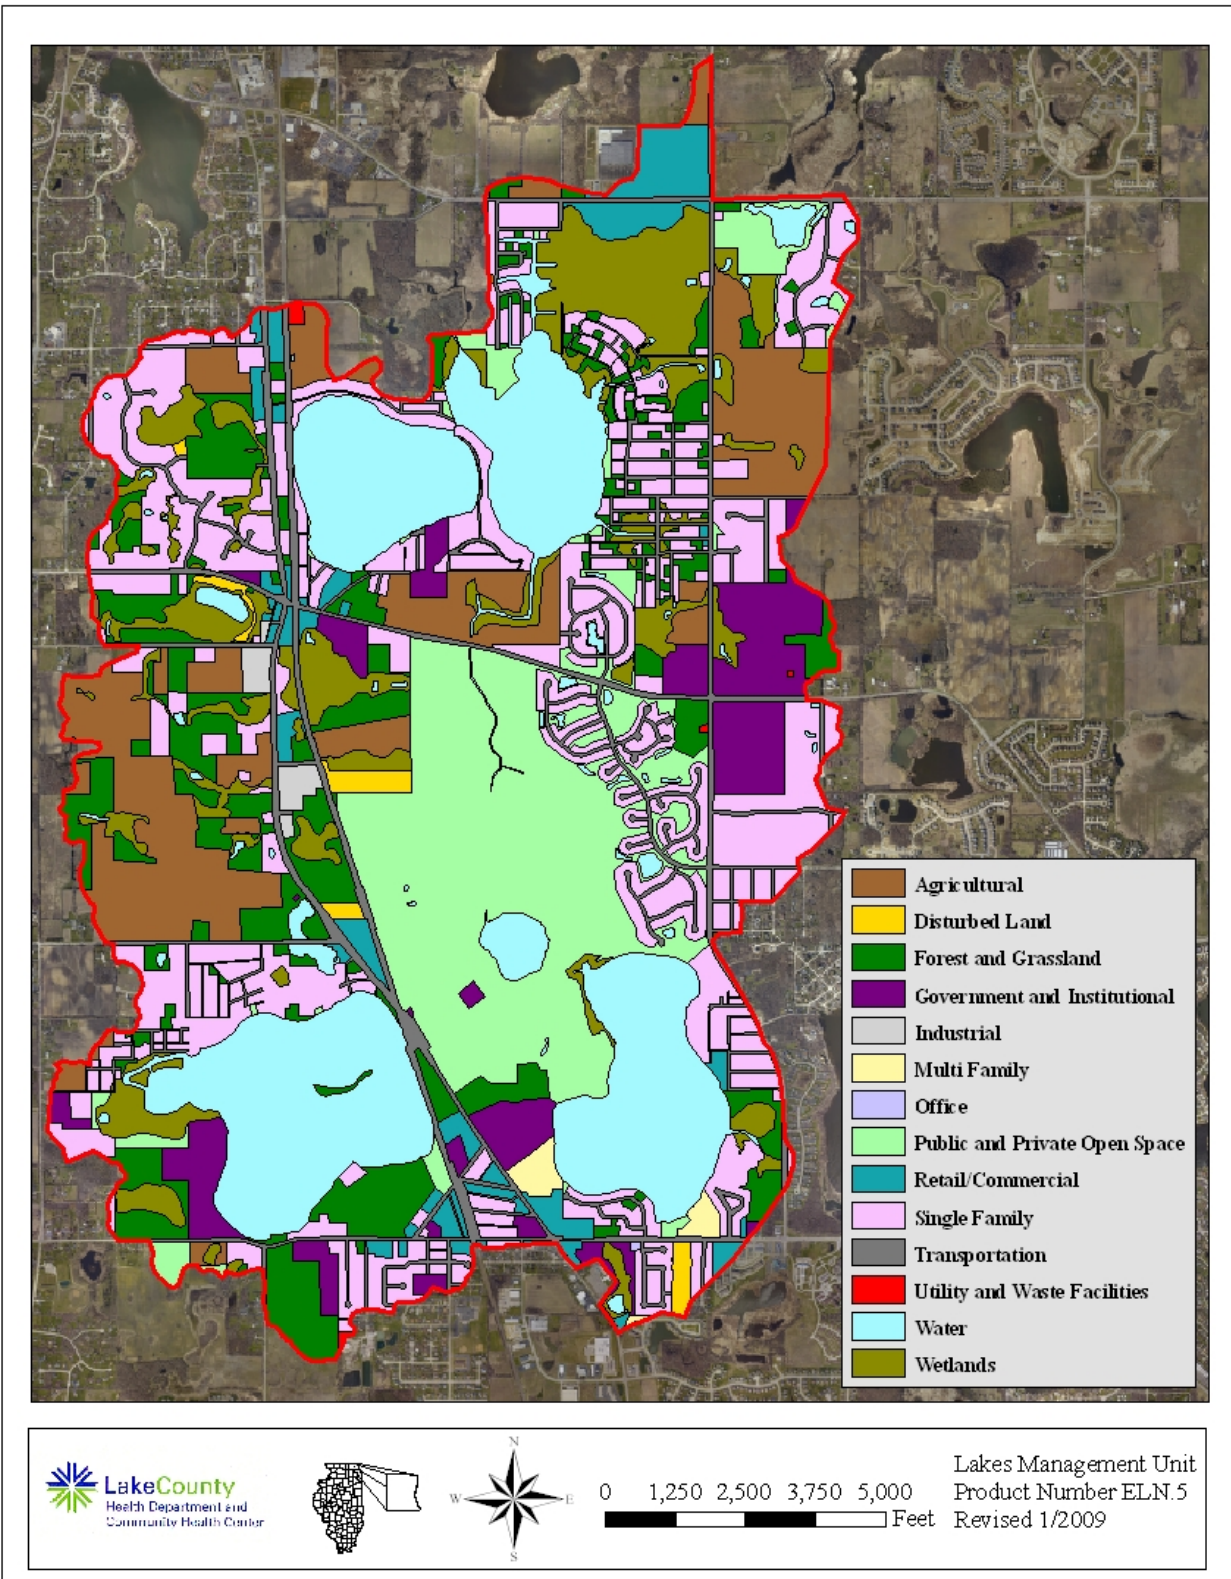 Agricultural
Disturbed Land
Forest and Grassland
Government and Institutional
Industrial
Multi Family
Office
Public and Private Open Space
Retail/Commercial
Single Family
Transportation
Utility and Waste Facilities
Water
Wetlands
LakeCounty
Health Department and
Community Health Center
N
W
E
S
0 1,250 2,500 3,750 5,000
Feet
Lakes Management Unit
Product Number ELN.5
Revised 1/2009